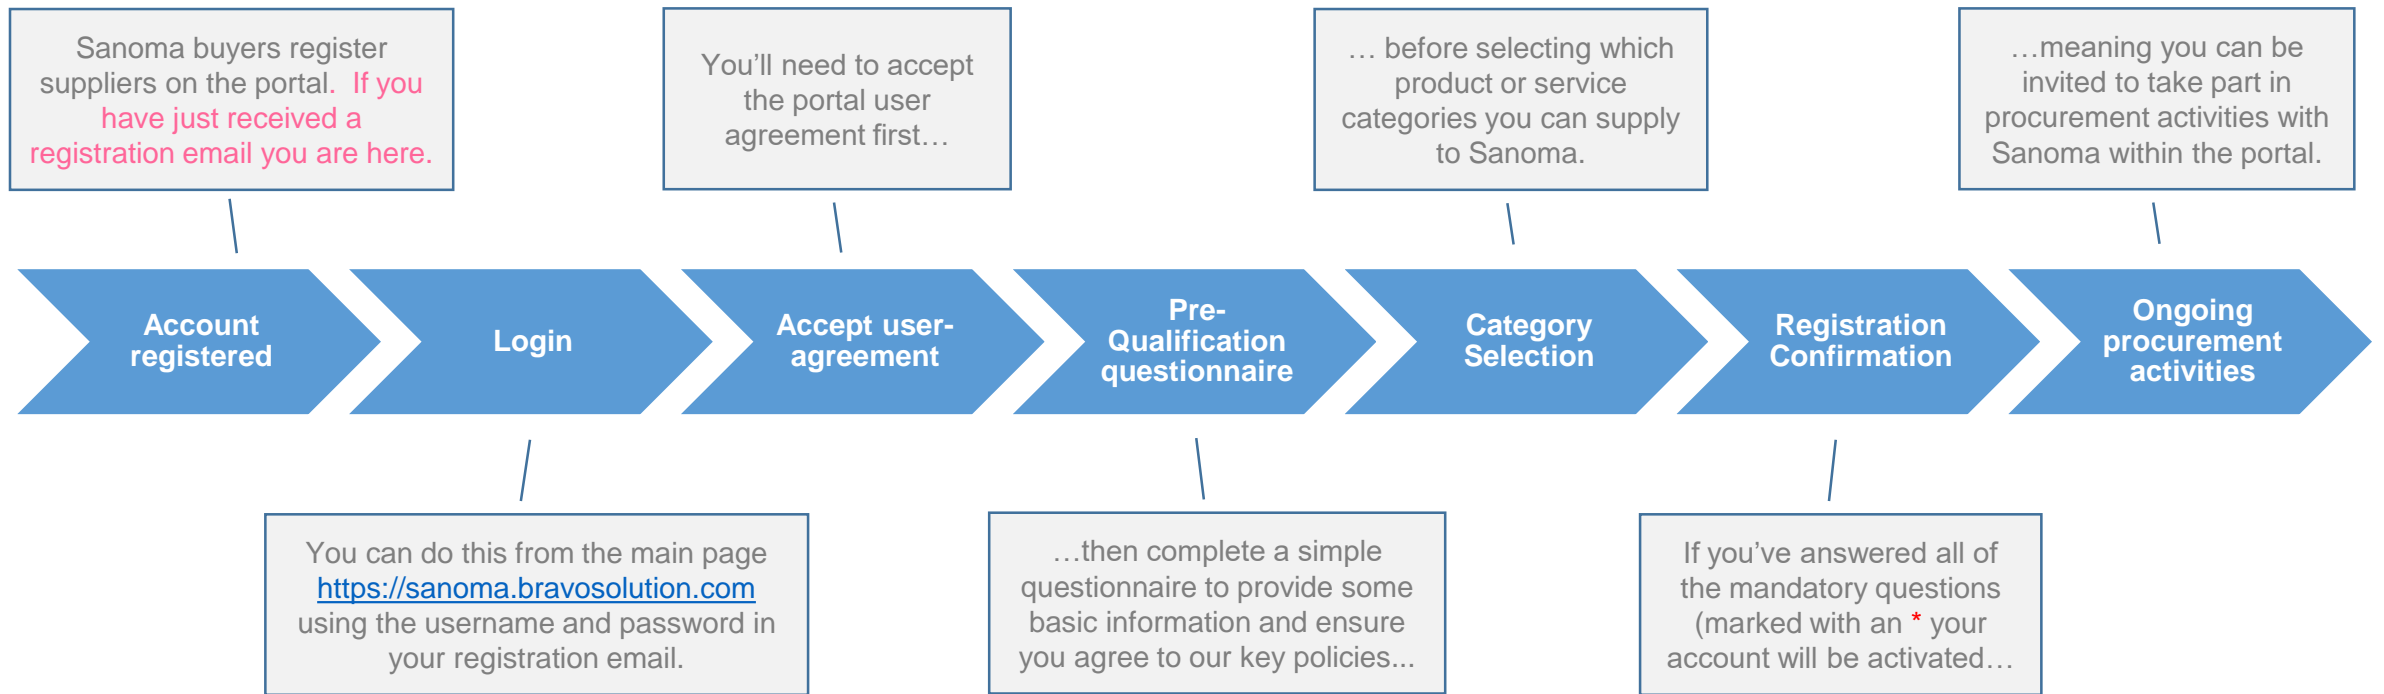 Sanoma buyers register
suppliers on the portal.  If you
have just received a
registration email you are here.
You’ll need to accept
the portal user
agreement first…
… before selecting which
product or service
categories you can supply
to Sanoma.
…meaning you can be
invited to take part in
procurement activities with
Sanoma within the portal.
Account
registered
Login
Accept user-
agreement
Pre-
Qualification
questionnaire
Category
Selection
Registration
Confirmation
Ongoing
procurement
activities
You can do this from the main page
https://sanoma.bravosolution.com
using the username and password in
your registration email.
…then complete a simple
questionnaire to provide some
basic information and ensure
you agree to our key policies...
If you’ve answered all of
the mandatory questions
(marked with an * your
account will be activated…